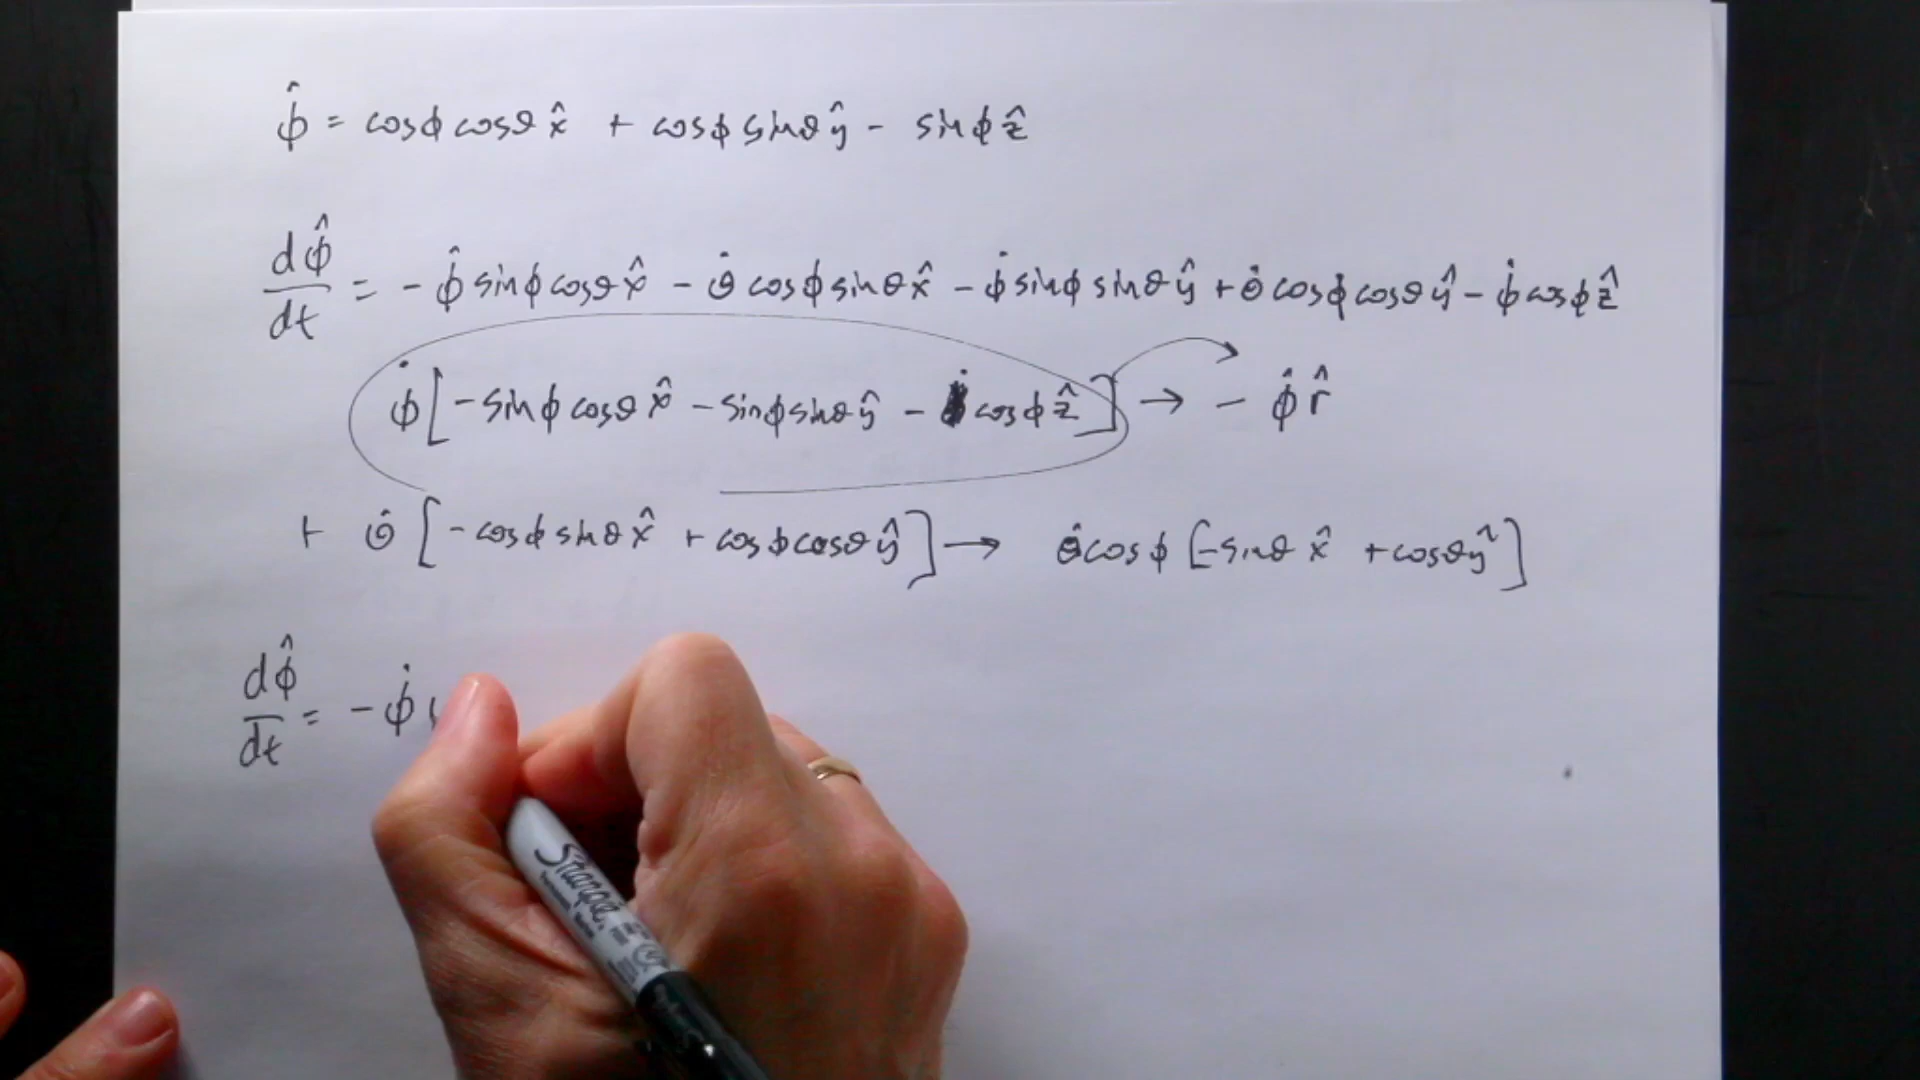 φ̂ = cosφ cosθ x̂ + cosφ sinθ ŷ - sinφ ẑ
dφ̂/dt = - φ̇ sinφ cosθ x̂ - θ̇ cosφ sinθ x̂ - φ̇ sinφ sinθ ŷ + θ̇ cosφ cosθ ŷ - φ̇ cosφ ẑ
φ̇ [ - sinφ cosθ x̂ - sinφ sinθ ŷ - cosφ ẑ ] → - φ̇ r̂
+ θ̇ [ - cosφ sinθ x̂ + cosφ cosθ ŷ ] → θ̇ cosφ [ - sinθ x̂ + cosθ ŷ ]
dφ̂/dt = - φ̇
Sharpie